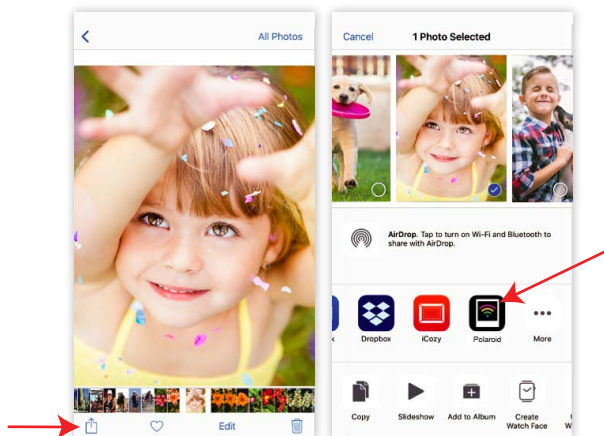 All Photos
Edit
Cancel
1 Photo Selected
AirDrop. Tap to turn on Wi-Fi and Bluetooth to
share with AirDrop.
Dropbox
iCozy
Polaroid
More
Copy
Slideshow
Add to Album
Create
Watch Face